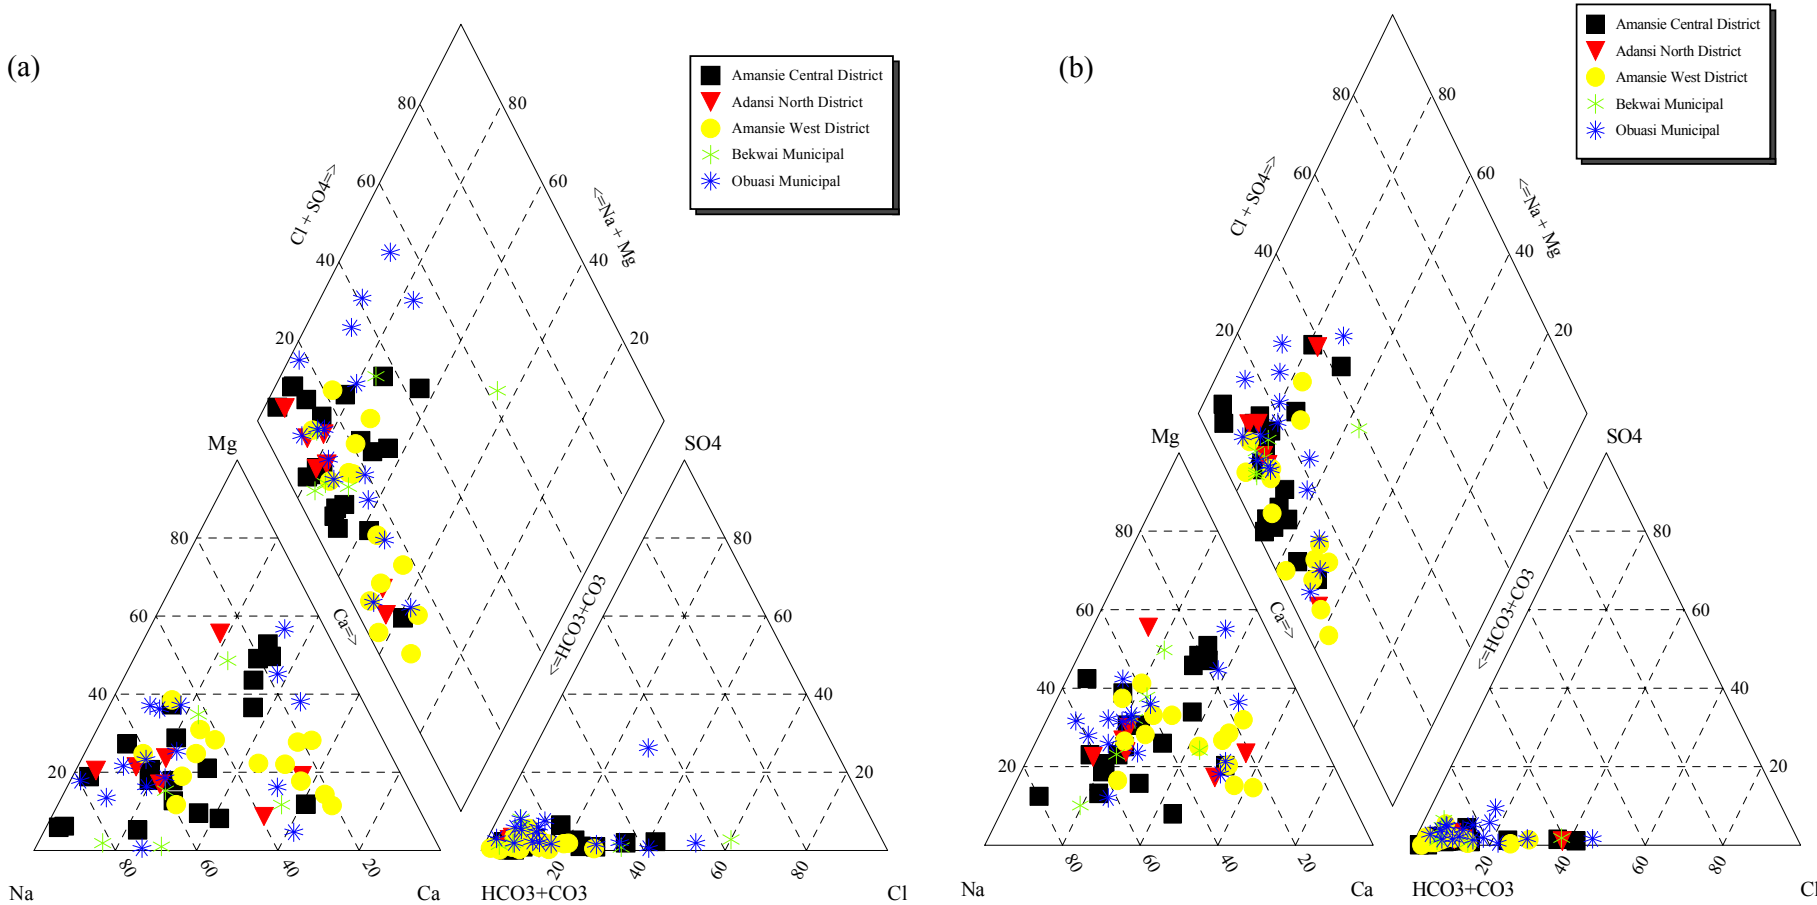 (a)
Amansie Central District
Adansi North District
Amansie West District
Bekwai Municipal
Obuasi Municipal
80
80
60
60
40
40
20
20
Cl + SO4=>
<=Na + Mg
Mg
SO4
Ca=>
<=HCO3+CO3
80
80
60
60
40
40
20
20
80
60
40
20
20
40
60
80
Na
Ca
HCO3+CO3
Cl
(b)
Amansie Central District
Adansi North District
Amansie West District
Bekwai Municipal
Obuasi Municipal
80
80
60
60
40
40
20
20
Cl + SO4=>
<=Na + Mg
Mg
SO4
Ca=>
<=HCO3+CO3
80
80
60
60
40
40
20
20
80
60
40
20
20
40
60
80
Na
Ca
HCO3+CO3
Cl